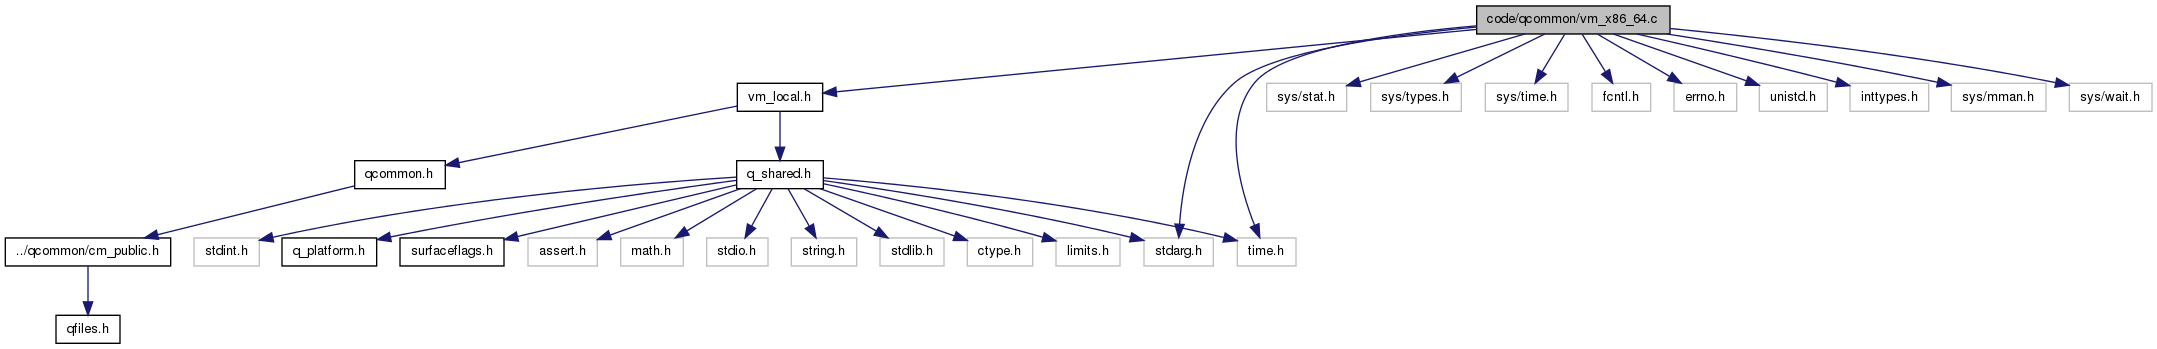 code/qcommon/vm_x86_64.c
vm_local.h
sys/stat.h
sys/types.h
sys/time.h
fcntl.h
errno.h
unistd.h
inttypes.h
sys/mman.h
sys/wait.h
qcommon.h
q_shared.h
../qcommon/cm_public.h
stdint.h
q_platform.h
surfaceflags.h
assert.h
math.h
stdio.h
string.h
stdlib.h
ctype.h
limits.h
stdarg.h
time.h
qfiles.h